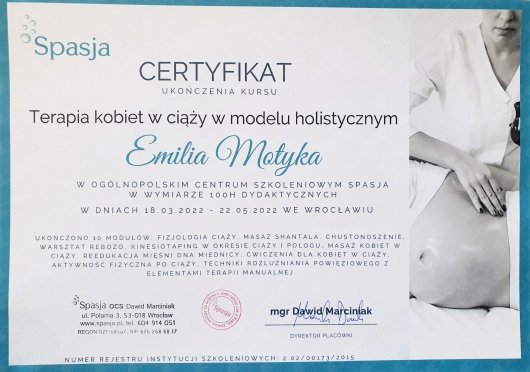 Spasja
CERTYFIKAT
UKOŃCZENIA KURSU
Terapia kobiet w ciąży w modelu holistycznym
Emilia Motyka
W OGÓLNOPOLSKIM CENTRUM SZKOLENIOWYM SPASJA
W WYMIARZE 100H DYDAKTYCZNYCH
W DNIACH 18.03.2022 - 22.05.2022 WE WROCŁAWIU
UKOŃCZONO 10 MODUŁÓW: FIZJOLOGIA CIĄŻY, MASAŻ SHANTALA, CHUSTONOSZENIE,
WARSZTAT REBOZO, KINESIOTAPING W OKRESIE CIĄŻY I POŁOGU, MASAŻ KOBIET W
CIĄŻY, REEDUKACJA MIĘŚNI DNA MIEDNICY, ĆWICZENIA DLA KOBIET W CIĄŻY,
AKTYWNOŚĆ FIZYCZNA PO CIĄŻY, TECHNIKI ROZLUŹNIANIA POWIĘZIOWEGO Z
ELEMENTAMI TERAPII MANUALNEJ
Spasja OCS Dawid Marciniak
ul. Polarna 3, 53-018 Wrocław
www.spasja.pl, tel. 604 914 051
REGON NIP
mgr Dawid Marciniak
DYREKTOR PLACÓWKI
NUMER REJESTRU INSTYTUCJI SZKOLENIOWYCH: 2.02/00173/2015